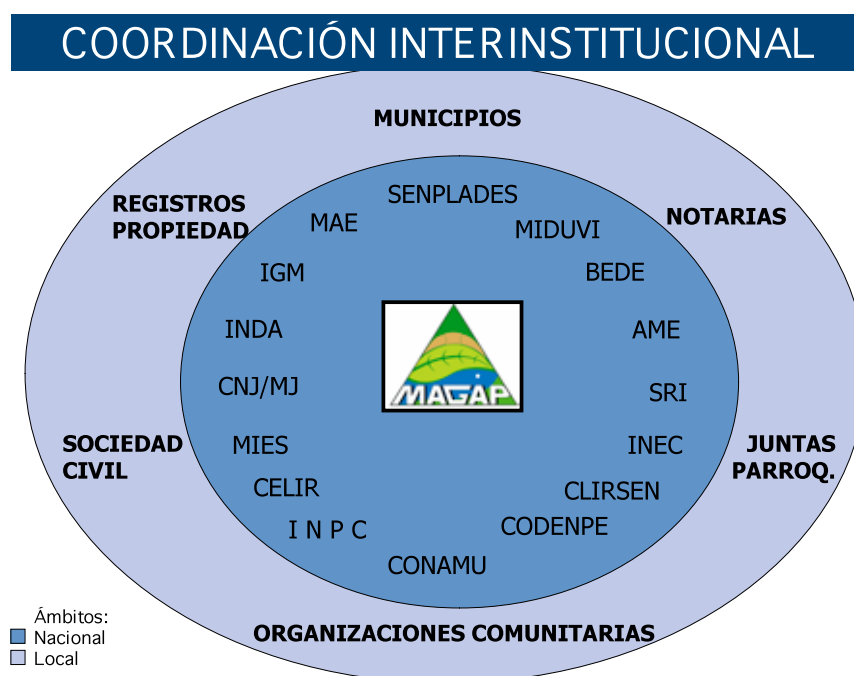 COORDINACIÓN INTERINSTITUCIONAL
MUNICIPIOS
SENPLADES
REGISTROS
PROPIEDAD
MAE
MIDUVI
NOTARIAS
IGM
BEDE
INDA
AME
MAGAP
CNJ/MJ
SRI
SOCIEDAD
CIVIL
MIES
INEC
JUNTAS
PARROQ.
CELIR
CLIRSEN
I N P C
CODENPE
CONAMU
ORGANIZACIONES COMUNITARIAS
Ámbitos:
Nacional
Local